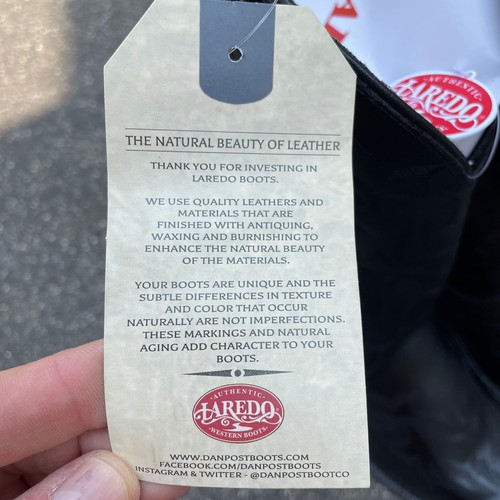 THE NATURAL BEAUTY OF LEATHER
THANK YOU FOR INVESTING IN
LAREDO BOOTS.
WE USE QUALITY LEATHERS AND
MATERIALS THAT ARE
FINISHED WITH ANTIQUING,
WAXING AND BURNISHING TO
ENHANCE THE NATURAL BEAUTY
OF THE MATERIALS.
YOUR BOOTS ARE UNIQUE AND THE
SUBTLE DIFFERENCES IN TEXTURE
AND COLOR THAT OCCUR
NATURALLY ARE NOT IMPERFECTIONS.
THESE MARKINGS AND NATURAL
AGING ADD CHARACTER TO YOUR
BOOTS.
·AUTHENTIC·
LAREDO
·WESTERN BOOTS·
WWW.DANPOSTBOOTS.COM
FACEBOOK.COM/DANPOSTBOOTS
INSTAGRAM & TWITTER - @DANPOSTBOOTCO
·AUTHENTIC·
LAREDO